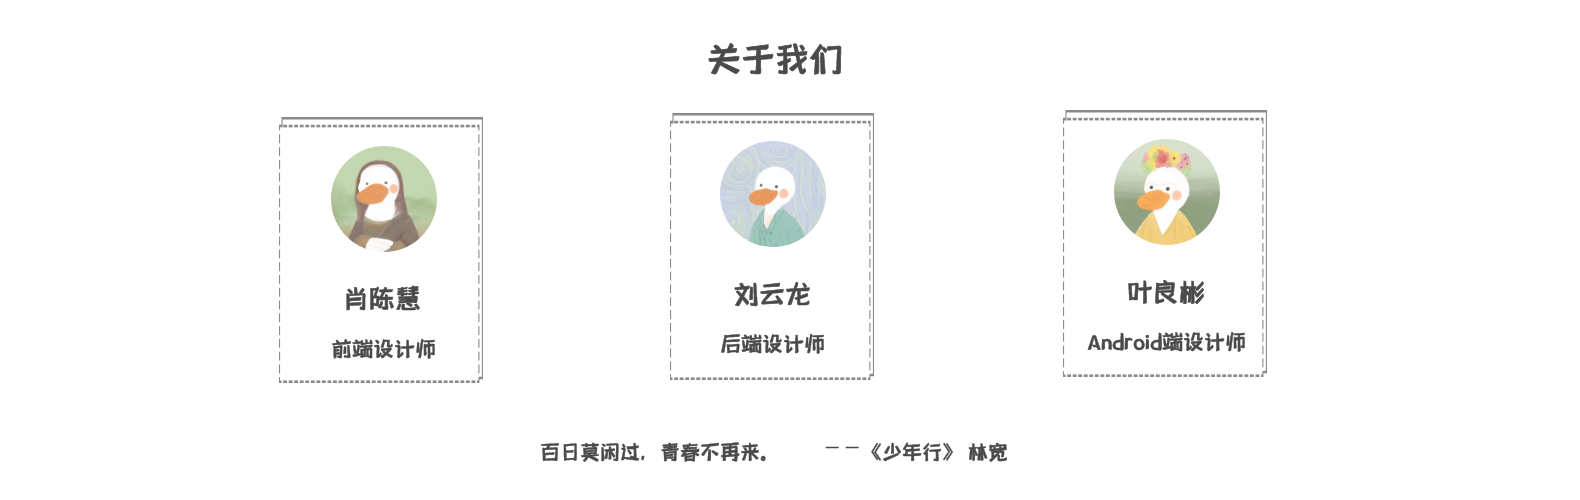 关于我们
肖陈慧
前端设计师
刘云龙
后端设计师
叶良彬
Android端设计师
百日莫闲过，青春不再来。 ——《少年行》 林宽